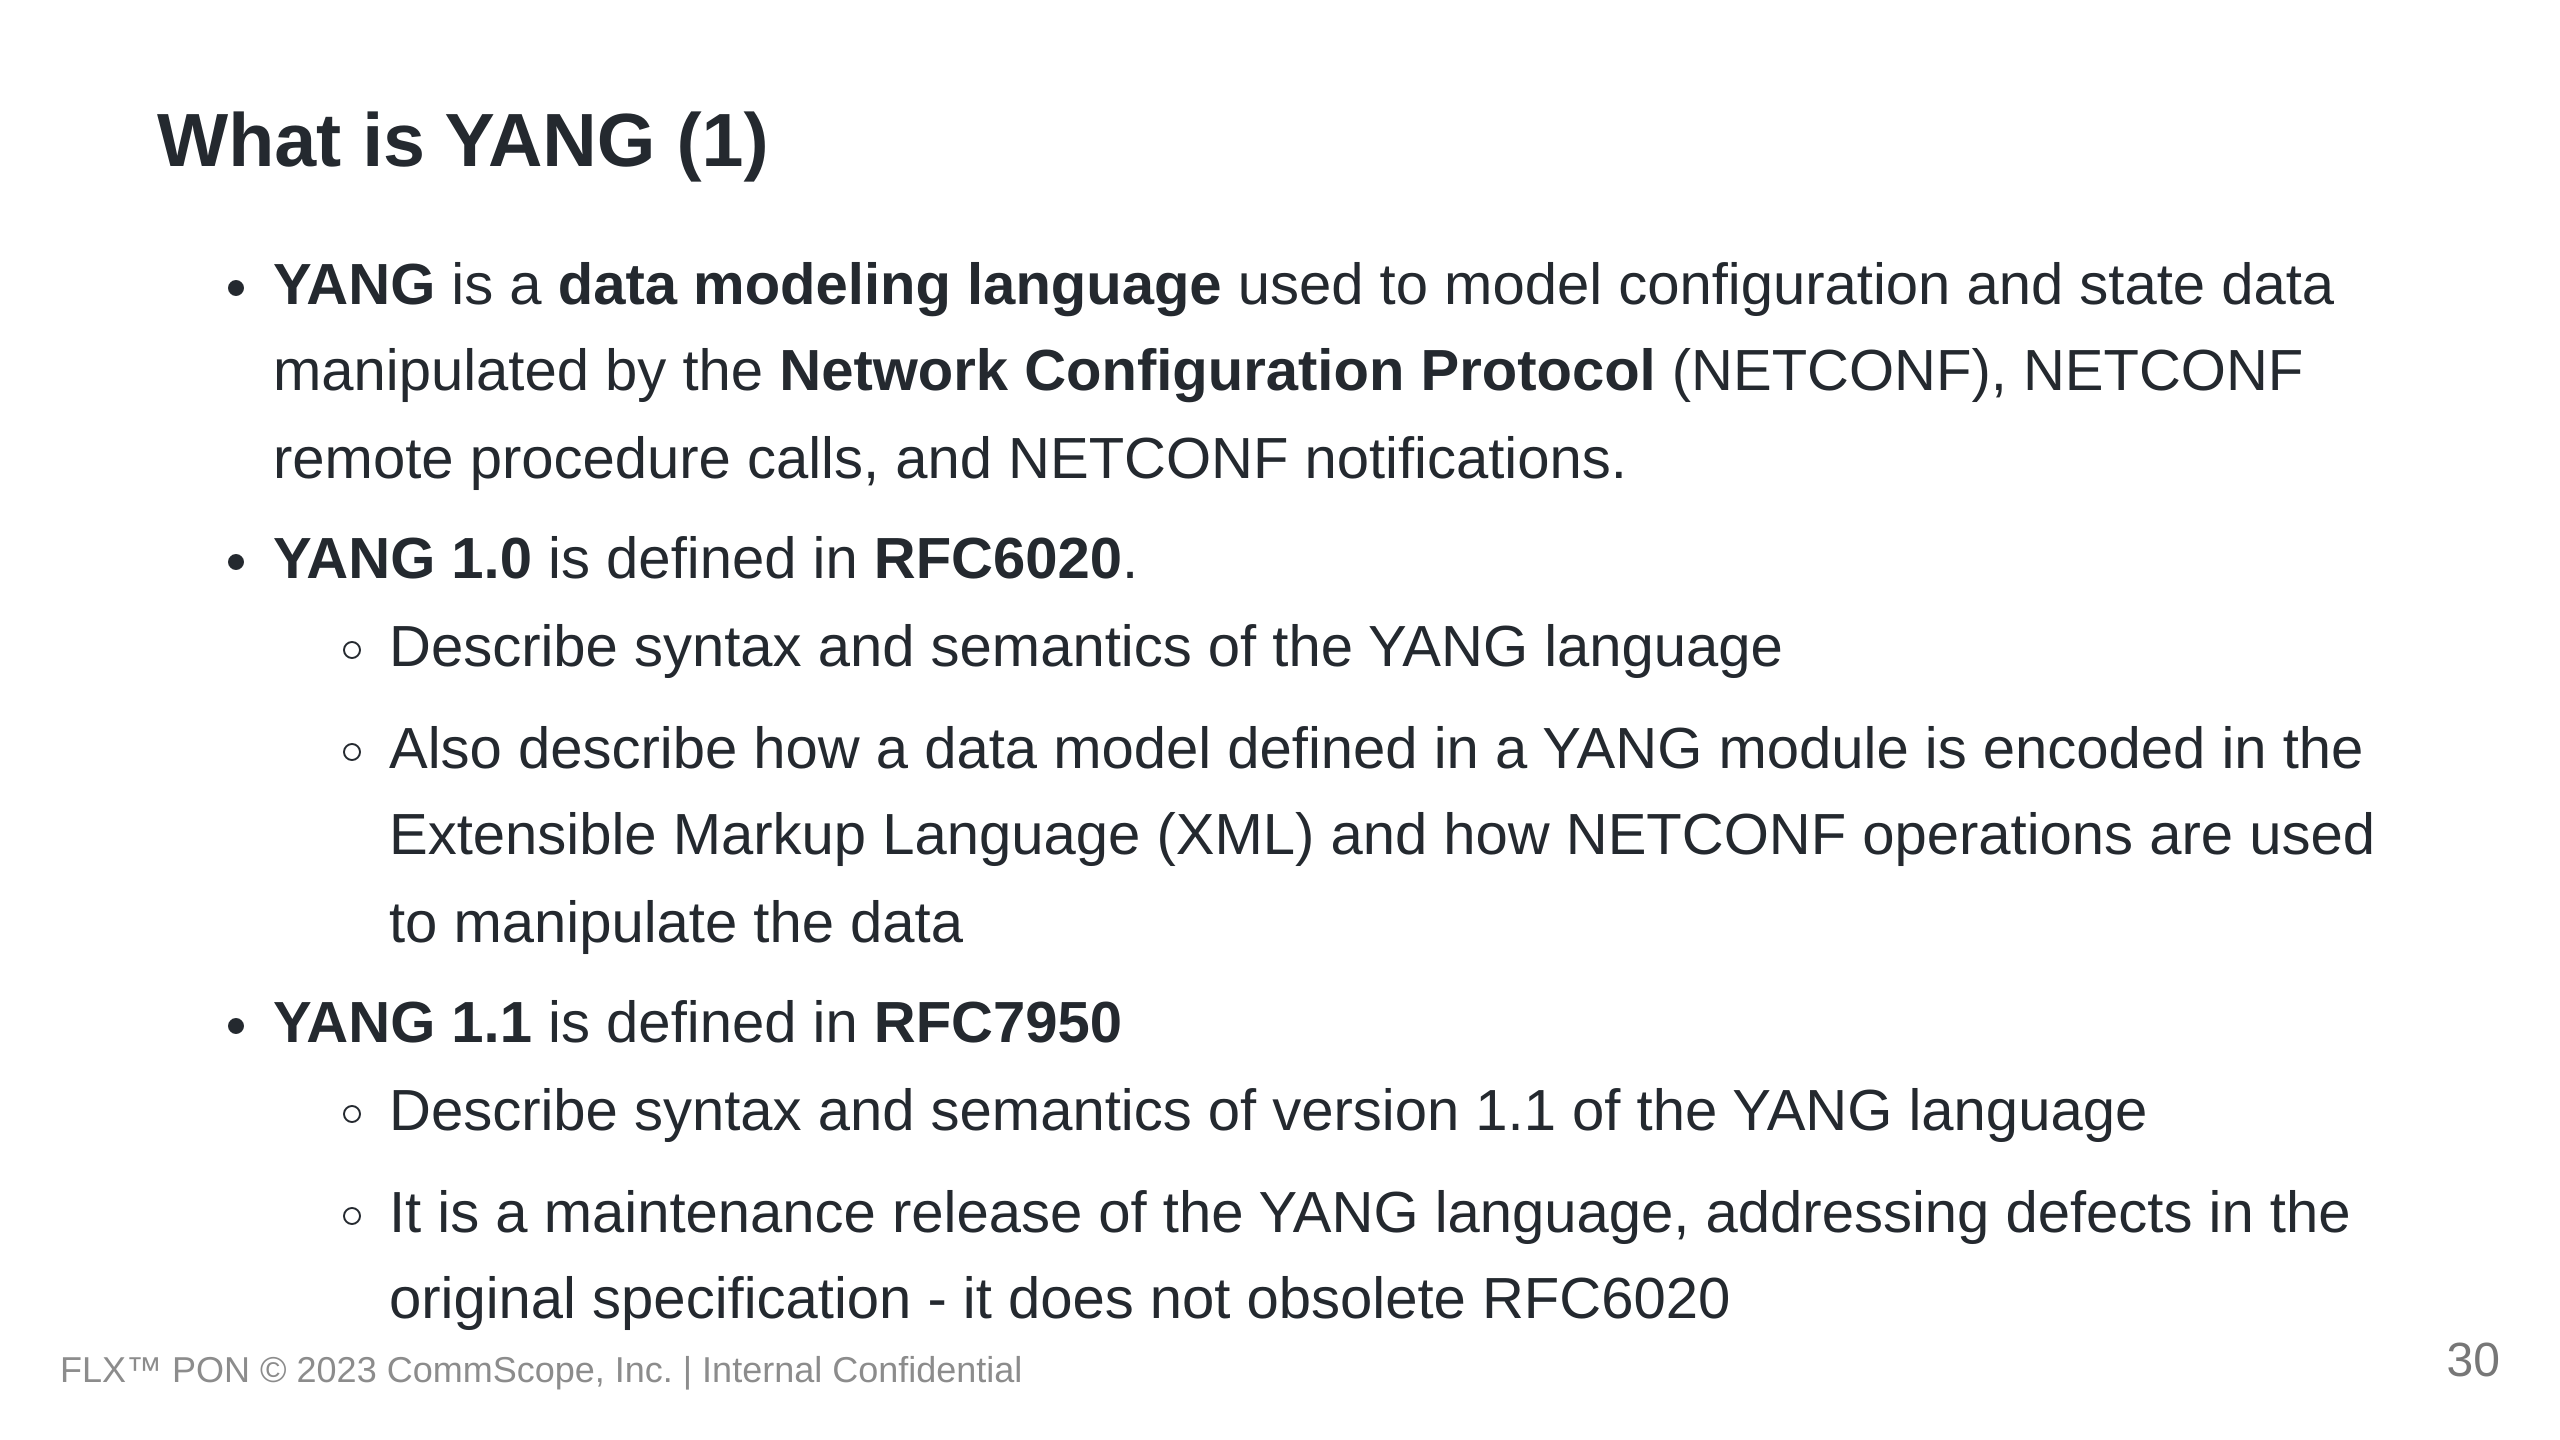 What is YANG (1)
• YANG is a data modeling language used to model configuration and state data
manipulated by the Network Configuration Protocol (NETCONF), NETCONF
remote procedure calls, and NETCONF notifications.
• YANG 1.0 is defined in RFC6020.
◦ Describe syntax and semantics of the YANG language
◦ Also describe how a data model defined in a YANG module is encoded in the
Extensible Markup Language (XML) and how NETCONF operations are used
to manipulate the data
• YANG 1.1 is defined in RFC7950
◦ Describe syntax and semantics of version 1.1 of the YANG language
◦ It is a maintenance release of the YANG language, addressing defects in the
original specification - it does not obsolete RFC6020
FLX™ PON © 2023 CommScope, Inc. | Internal Confidential
30